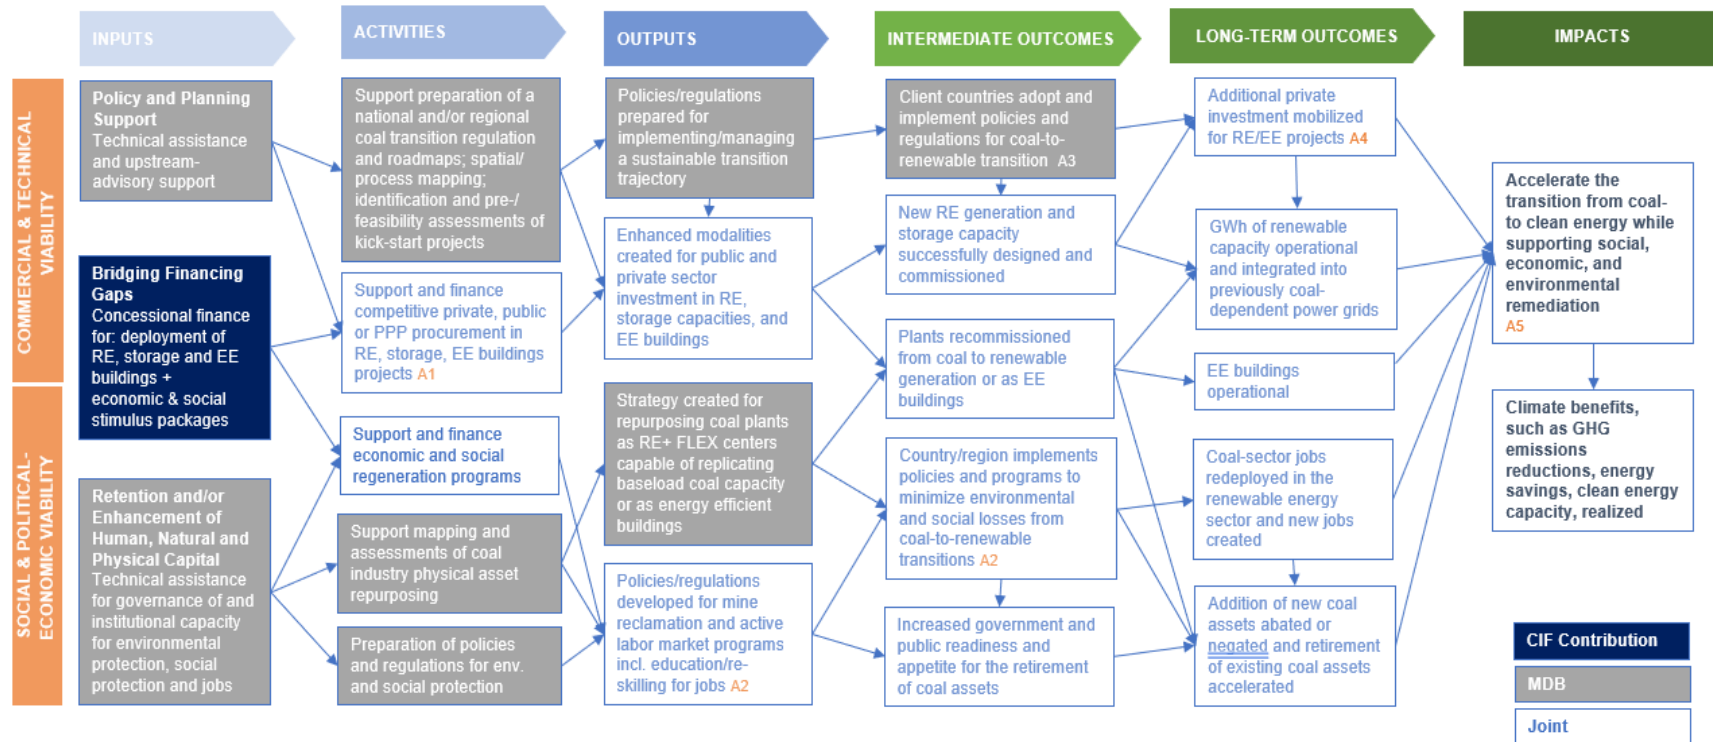 INPUTS
ACTIVITIES
OUTPUTS
INTERMEDIATE OUTCOMES
LONG-TERM OUTCOMES
IMPACTS
COMMERCIAL & TECHNICAL
VIABILITY
SOCIAL & POLITICAL-
ECONOMIC VIABILITY
Policy and Planning
Support
Technical assistance
and upstream-
advisory support
Bridging Financing
Gaps
Concessional finance
for: deployment of
RE, storage and EE
buildings +
economic & social
stimulus packages
Retention and/or
Enhancement of
Human, Natural and
Physical Capital
Technical assistance
for governance of and
institutional capacity
for environmental
protection, social
protection and jobs
Support preparation of a
national and/or regional
coal transition regulation
and roadmaps; spatial/
process mapping;
identification and pre-/
feasibility assessments of
kick-start projects
Support and finance
competitive private, public
or PPP procurement in
RE, storage, EE buildings
projects A1
Support and finance
economic and social
regeneration programs
Support mapping and
assessments of coal
industry physical asset
repurposing
Preparation of policies
and regulations for env.
and social protection
Policies/regulations
prepared for
implementing/managing
a sustainable transition
trajectory
Enhanced modalities
created for public and
private sector
investment in RE,
storage capacities, and
EE buildings
Strategy created for
repurposing coal plants
as RE+ FLEX centers
capable of replicating
baseload coal capacity
or as energy efficient
buildings
Policies/regulations
developed for mine
reclamation and active
labor market programs
incl. education/re-
skilling for jobs A2
Client countries adopt and
implement policies and
regulations for coal-to-
renewable transition A3
New RE generation and
storage capacity
successfully designed and
commissioned
Plants recommissioned
from coal to renewable
generation or as EE
buildings
Country/region implements
policies and programs to
minimize environmental
and social losses from
coal-to-renewable
transitions A2
Increased government and
public readiness and
appetite for the retirement
of coal assets
Additional private
investment mobilized
for RE/EE projects A4
GWh of renewable
capacity operational
and integrated into
previously coal-
dependent power grids
EE buildings
operational
Coal-sector jobs
redeployed in the
renewable energy
sector and new jobs
created
Addition of new coal
assets abated or
negated and retirement
of existing coal assets
accelerated
Accelerate the
transition from coal-
to clean energy while
supporting social,
economic, and
environmental
remediation
A5
Climate benefits,
such as GHG
emissions
reductions, energy
savings, clean energy
capacity, realized
CIF Contribution
MDB
Joint